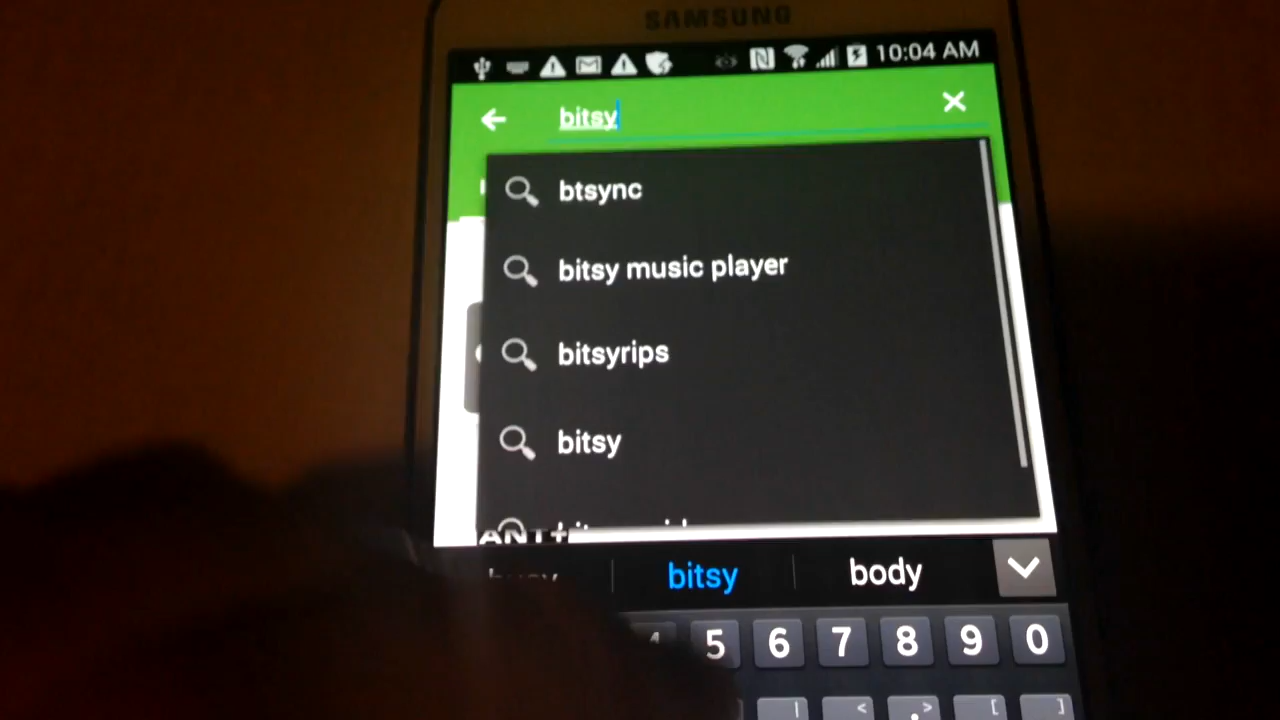 SAMSUNG
10:04 AM
bitsy
btsync
bitsy music player
bitsyrips
bitsy
ANT+
bitsy body
5 6 7 8 9 0
| < > [ ]